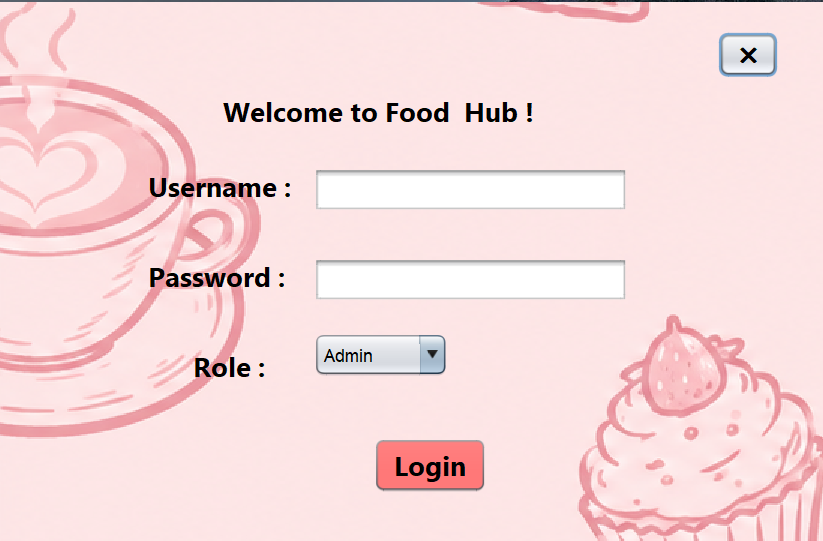 ✕
Welcome to Food  Hub !
Username :
Password :
Role :
Admin
Login